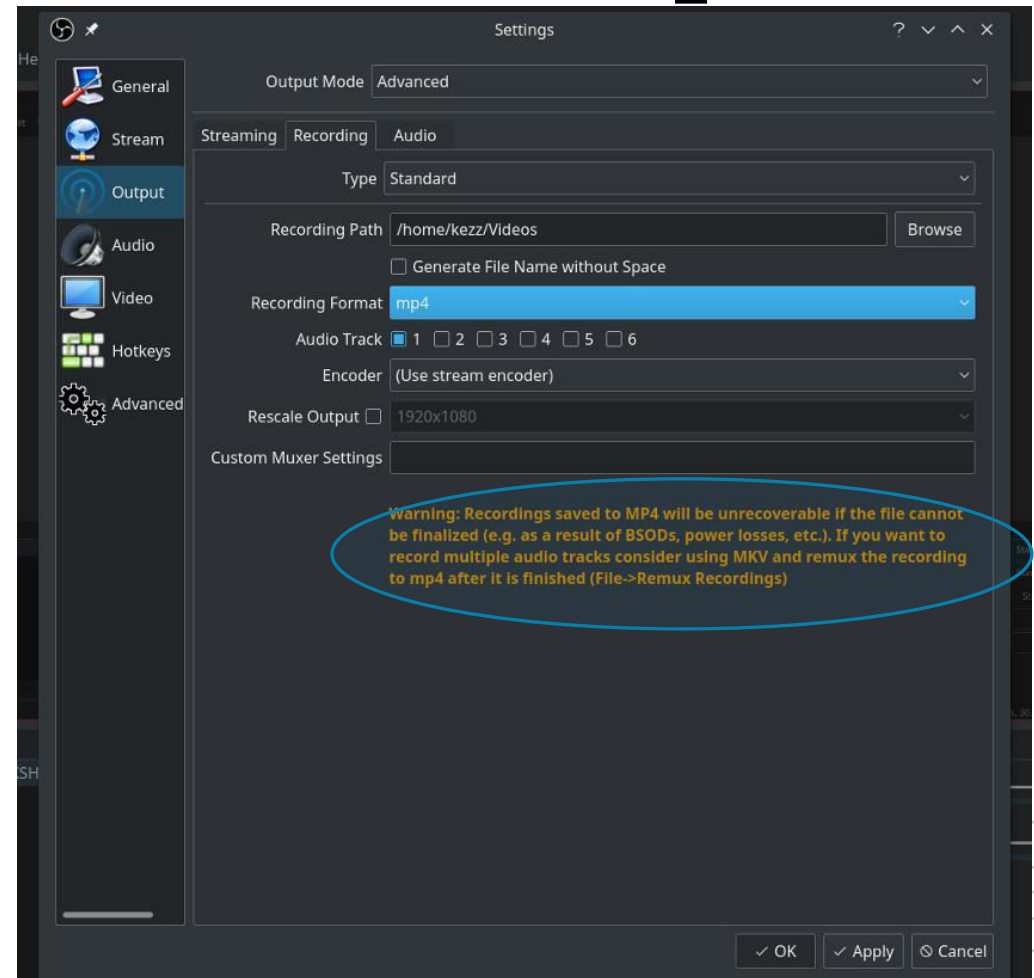 Settings
He
General
Stream
Output
Audio
Video
Hotkeys
Advanced
Output Mode Advanced
Streaming Recording Audio
Type Standard
Recording Path /home/kezz/Videos Browse
Generate File Name without Space
Recording Format mp4
Audio Track 1 2 3 4 5 6
Encoder (Use stream encoder)
Rescale Output 1920x1080
Custom Muxer Settings
Warning: Recordings saved to MP4 will be unrecoverable if the file cannot
be finalized (e.g. as a result of BSODs, power losses, etc.). If you want to
record multiple audio tracks consider using MKV and remux the recording
to mp4 after it is finished (File->Remux Recordings)
OK Apply Cancel